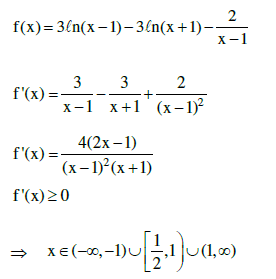 f(x) = 3ℓn(x−1) − 3ℓn(x+1) − 2/(x−1)
f'(x) = 3/(x−1) − 3/(x+1) + 2/(x−1)²
f'(x) = 4(2x−1)/((x−1)²(x+1))
f'(x) ≥ 0
⇒ x ∈ (−∞, −1) ∪ [1/2, 1) ∪ (1, ∞)